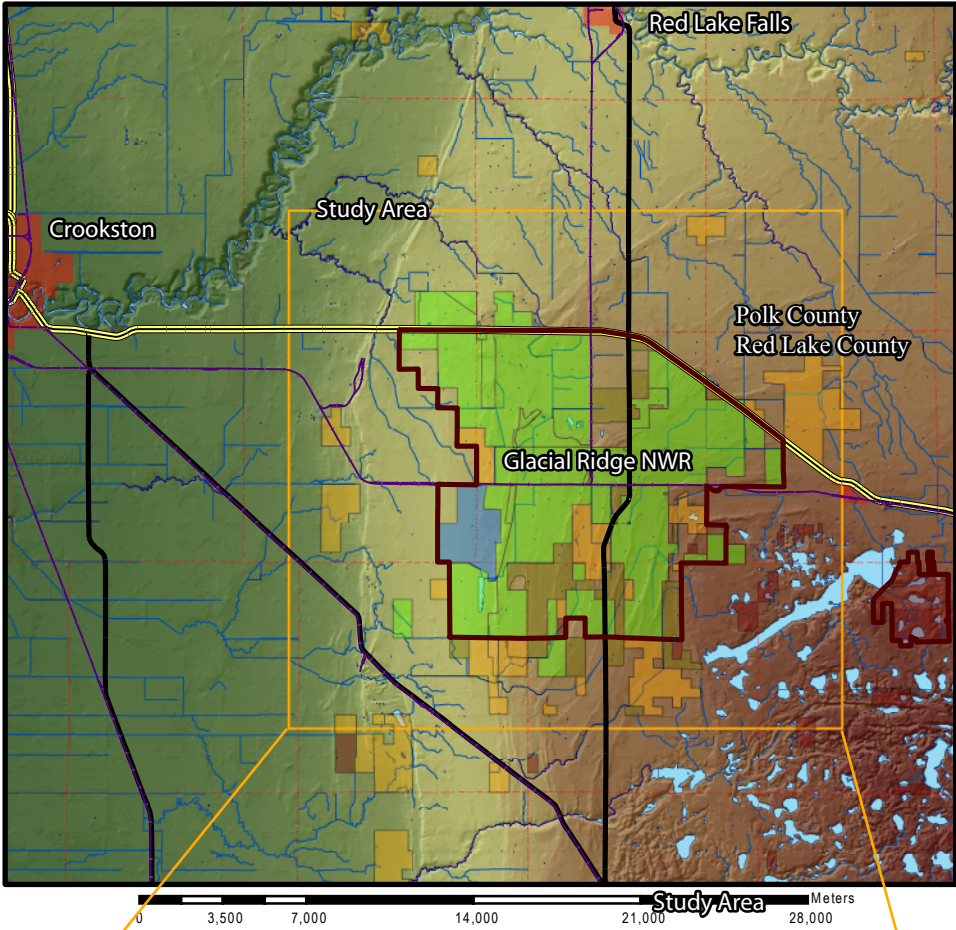 Red Lake Falls
Study Area
Crookston
Polk County
Red Lake County
Glacial Ridge NWR
Study Area
Meters
0 3,500 7,000 14,000 21,000 28,000